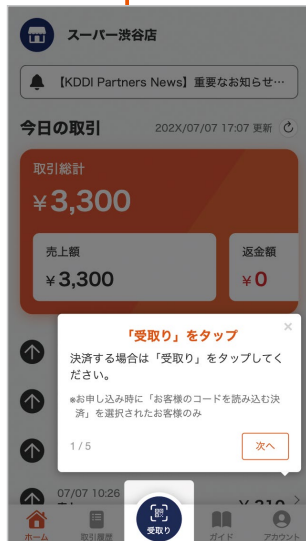 スーパー渋谷店
【KDDI Partners News】重要なお知らせ…
今日の取引
202X/07/07 17:07 更新
取引総計
¥3,300
売上額
¥3,300
返金額
¥0
×
「受取り」をタップ
決済する場合は「受取り」をタップしてく
ださい。
※お申し込み時に「お客様のコードを読み込む決
済」を選択されたお客様のみ
1 / 5
次へ
07/07 10:26
¥ 210
ホーム
取引履歴
受取り
ガイド
アカウント